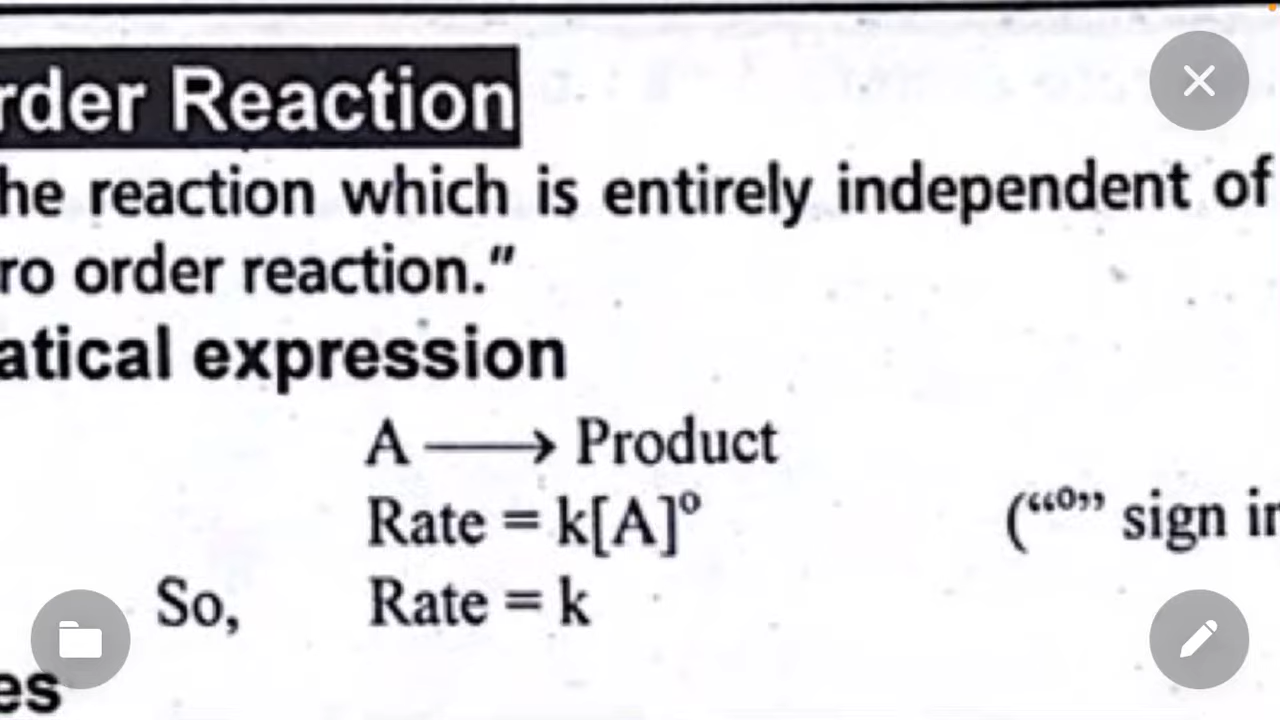 rder Reaction
he reaction which is entirely independent of
ro order reaction.”
atical expression
A ⟶ Product
Rate = k[A]⁰
(“⁰” sign in
So, Rate = k
es